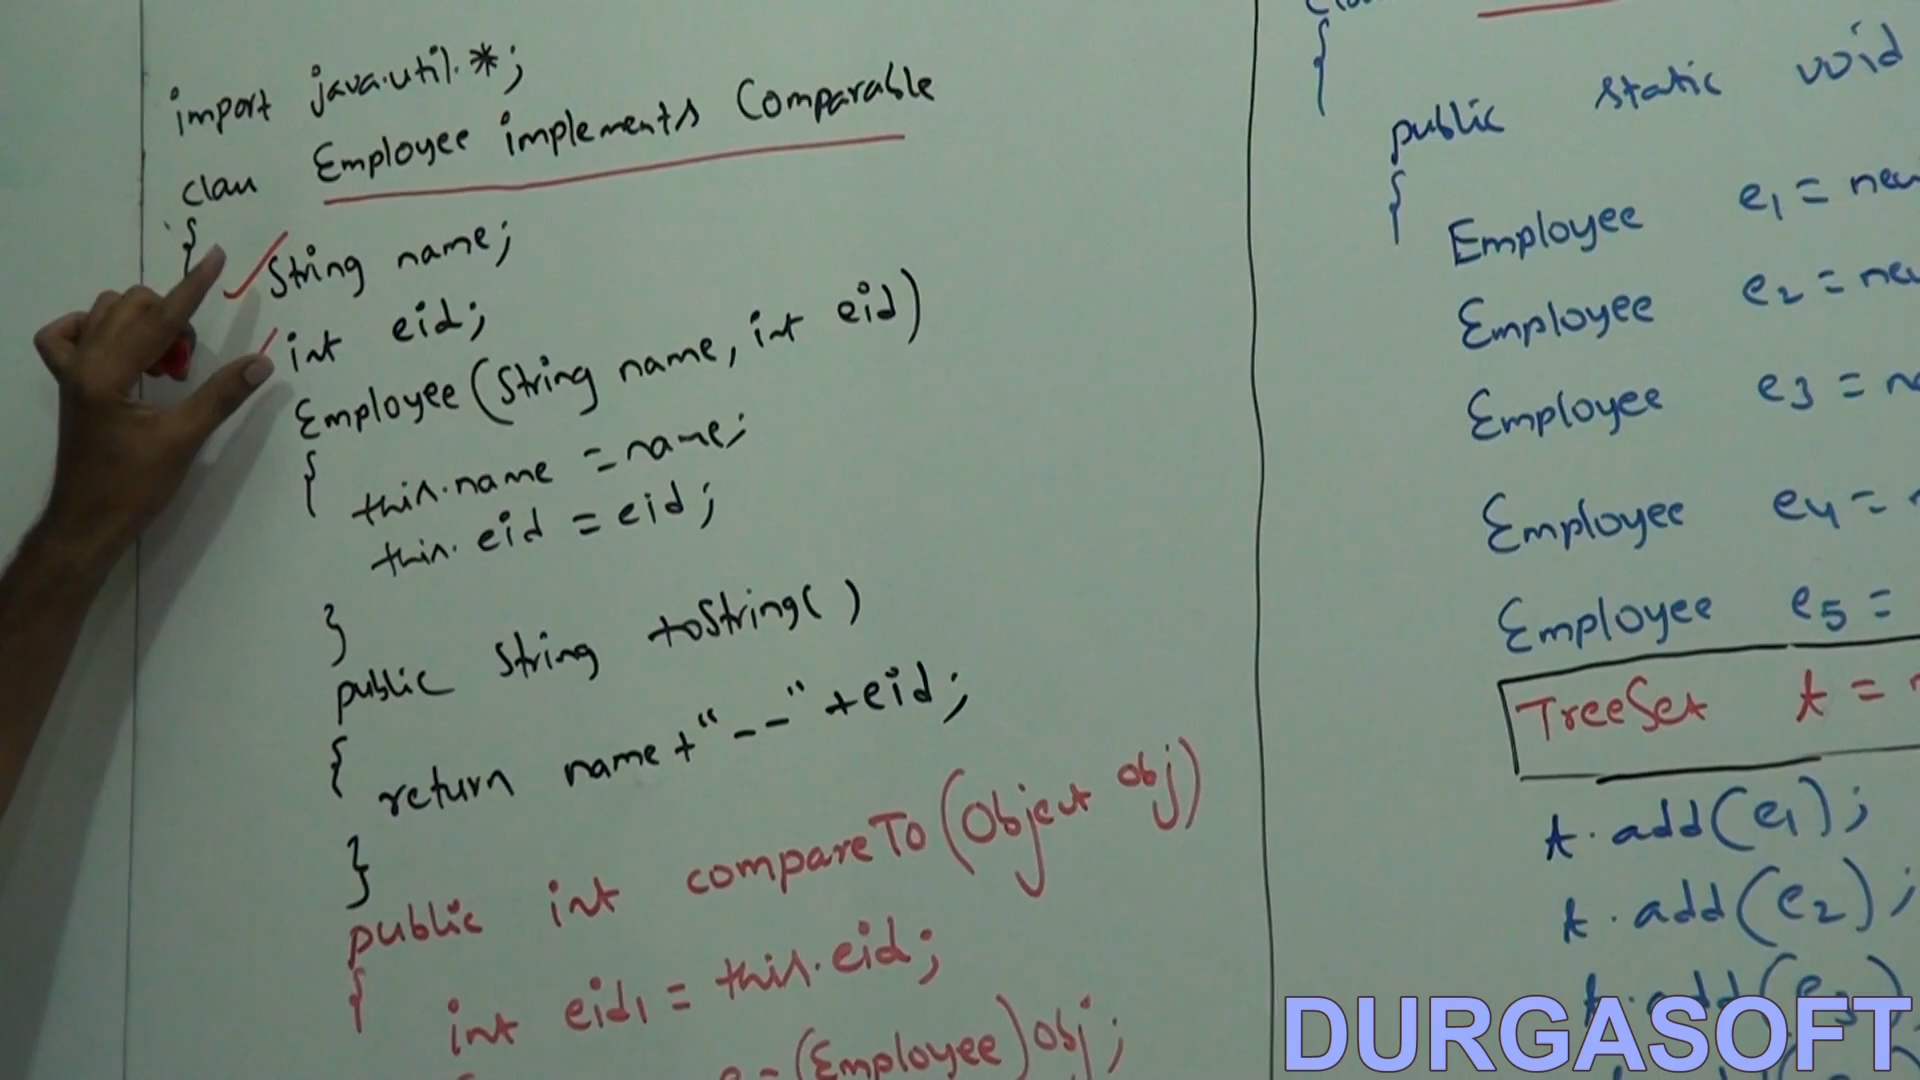 import java.util.*;
class Employee implements Comparable
{
String name;
int eid;
Employee(String name, int eid)
{
this.name = name;
this.eid = eid;
}
public String toString()
{
return name+"--"+eid;
}
public int compareTo(Object obj)
{
int eid1 = this.eid;
(Employee)obj;
{
public static void
{
Employee e1 = new
Employee e2 = new
Employee e3 =
Employee e4 =
Employee e5 =
TreeSet t =
t.add(e1);
t.add(e2);
t.add(e3)
DURGASOFT